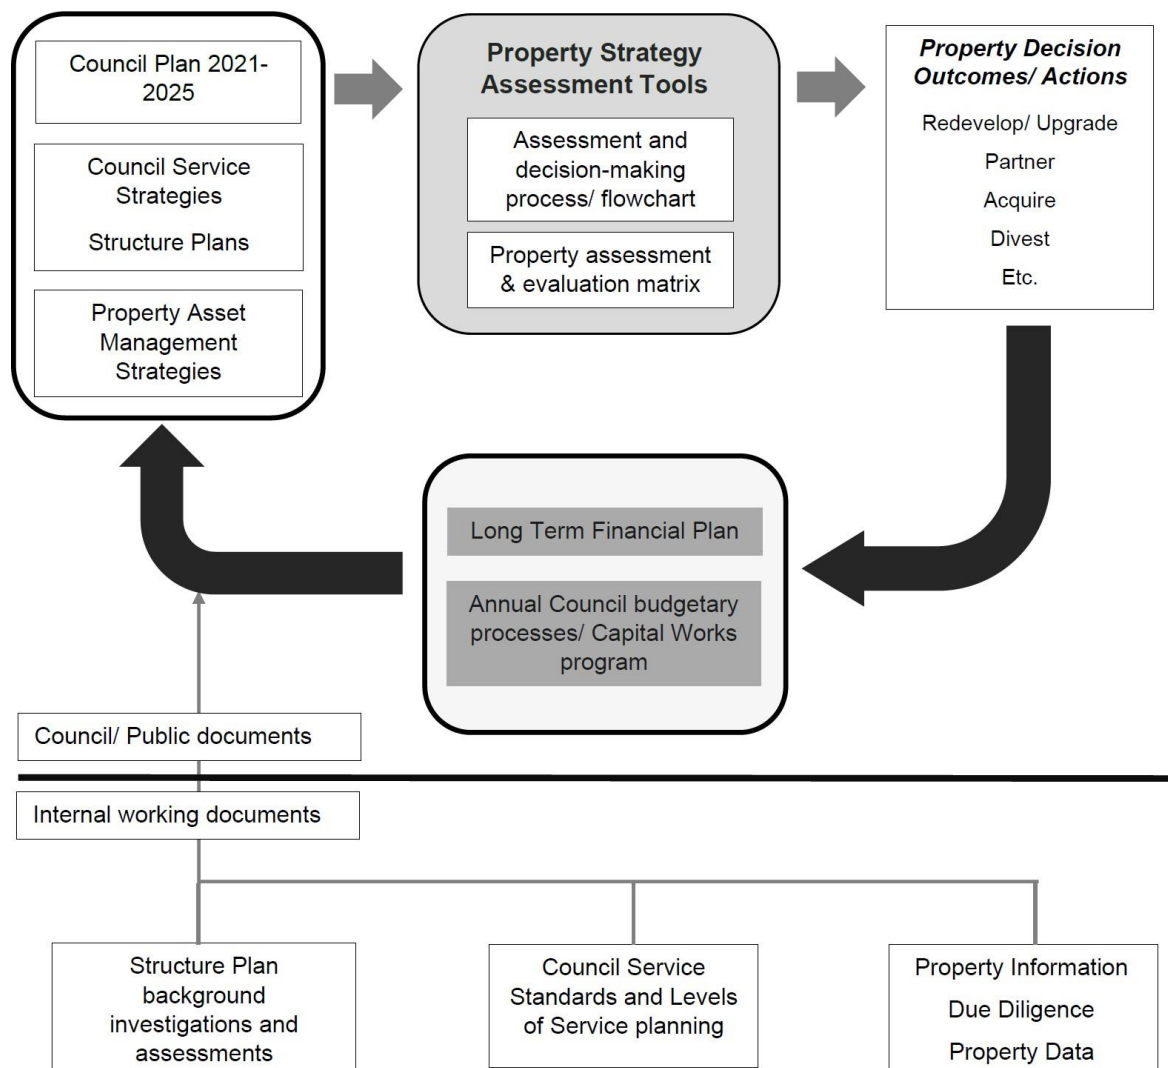 Council Plan 2021-
2025
Council Service
Strategies
Structure Plans
Property Asset
Management
Strategies
Property Strategy
Assessment Tools
Assessment and
decision-making
process/ flowchart
Property assessment
& evaluation matrix
Property Decision
Outcomes/ Actions
Redevelop/ Upgrade
Partner
Acquire
Divest
Etc.
Long Term Financial Plan
Annual Council budgetary
processes/ Capital Works
program
Council/ Public documents
Internal working documents
Structure Plan
background
investigations and
assessments
Council Service
Standards and Levels
of Service planning
Property Information
Due Diligence
Property Data